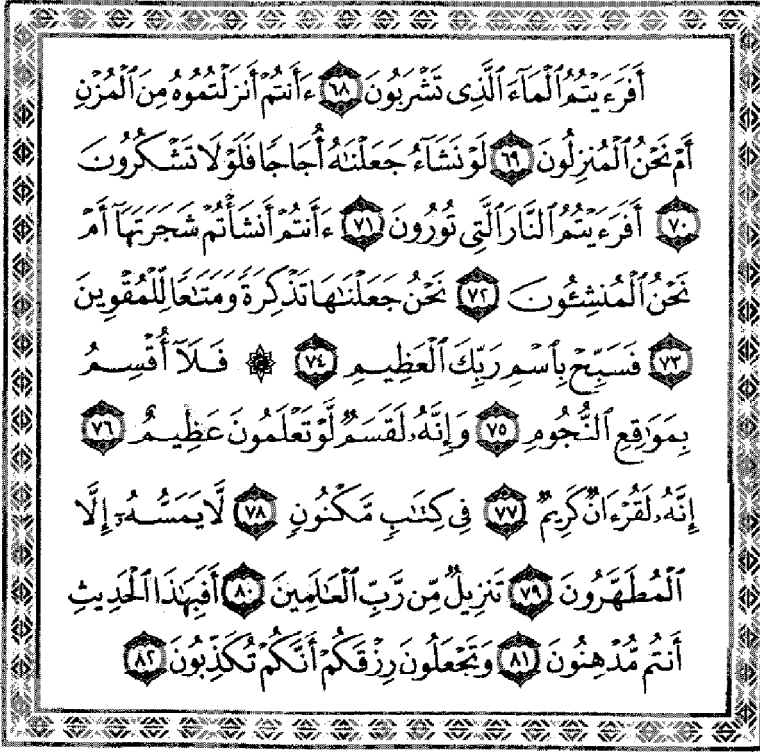 أَفَرَءَيْتُمُ ٱلْمَآءَ ٱلَّذِى تَشْرَبُونَ ٦٨ ءَأَنتُمْ أَنزَلْتُمُوهُ مِنَ ٱلْمُزْنِ
أَمْ نَحْنُ ٱلْمُنزِلُونَ ٦٩ لَوْ نَشَآءُ جَعَلْنَٰهُ أُجَاجًا فَلَوْلَا تَشْكُرُونَ
٧٠ أَفَرَءَيْتُمُ ٱلنَّارَ ٱلَّتِى تُورُونَ ٧١ ءَأَنتُمْ أَنشَأْتُمْ شَجَرَتَهَآ أَمْ
نَحْنُ ٱلْمُنشِـُٔونَ ٧٢ نَحْنُ جَعَلْنَٰهَا تَذْكِرَةً وَمَتَٰعًا لِّلْمُقْوِينَ
٧٣ فَسَبِّحْ بِٱسْمِ رَبِّكَ ٱلْعَظِيمِ ٧٤ ۞ فَلَآ أُقْسِمُ
بِمَوَٰقِعِ ٱلنُّجُومِ ٧٥ وَإِنَّهُۥ لَقَسَمٌ لَّوْ تَعْلَمُونَ عَظِيمٌ ٧٦
إِنَّهُۥ لَقُرْءَانٌ كَرِيمٌ ٧٧ فِى كِتَٰبٍ مَّكْنُونٍ ٧٨ لَّا يَمَسُّهُۥٓ إِلَّا
ٱلْمُطَهَّرُونَ ٧٩ تَنزِيلٌ مِّن رَّبِّ ٱلْعَٰلَمِينَ ٨٠ أَفَبِهَٰذَا ٱلْحَدِيثِ
أَنتُم مُّدْهِنُونَ ٨١ وَتَجْعَلُونَ رِزْقَكُمْ أَنَّكُمْ تُكَذِّبُونَ ٨٢